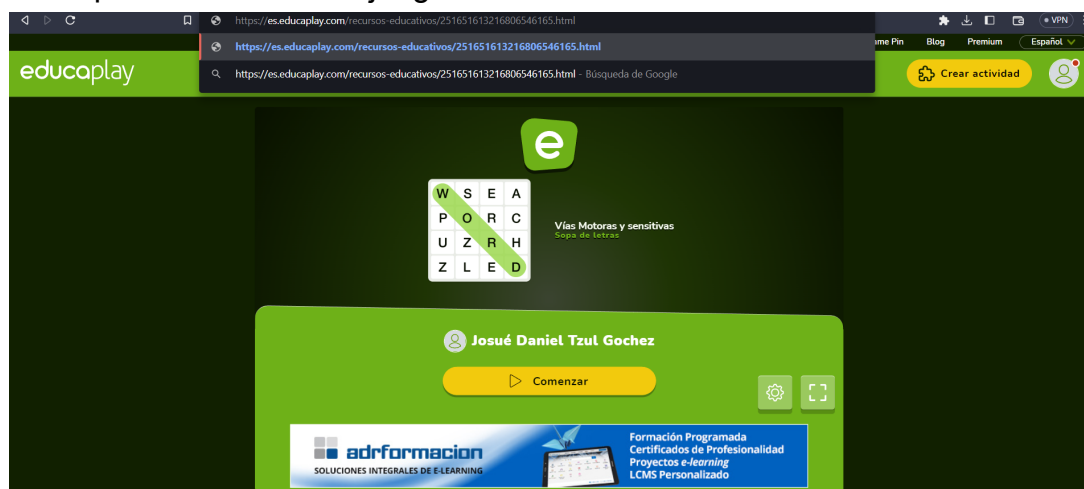 https://es.educaplay.com/recursos-educativos/251651613216806546165.html
VPN
https://es.educaplay.com/recursos-educativos/251651613216806546165.html
https://es.educaplay.com/recursos-educativos/251651613216806546165.html - Búsqueda de Google
Pin Blog Premium Español
educaplay
Crear actividad
e
W S E A
P O R C
U Z R H
Z L E D
Vías Motoras y sensitivas
Sopa de letras
Josué Daniel Tzul Gochez
Comenzar
adrformacion
SOLUCIONES INTEGRALES DE E-LEARNING
Formación Programada
Certificados de Profesionalidad
Proyectos e-learning
LCMS Personalizado